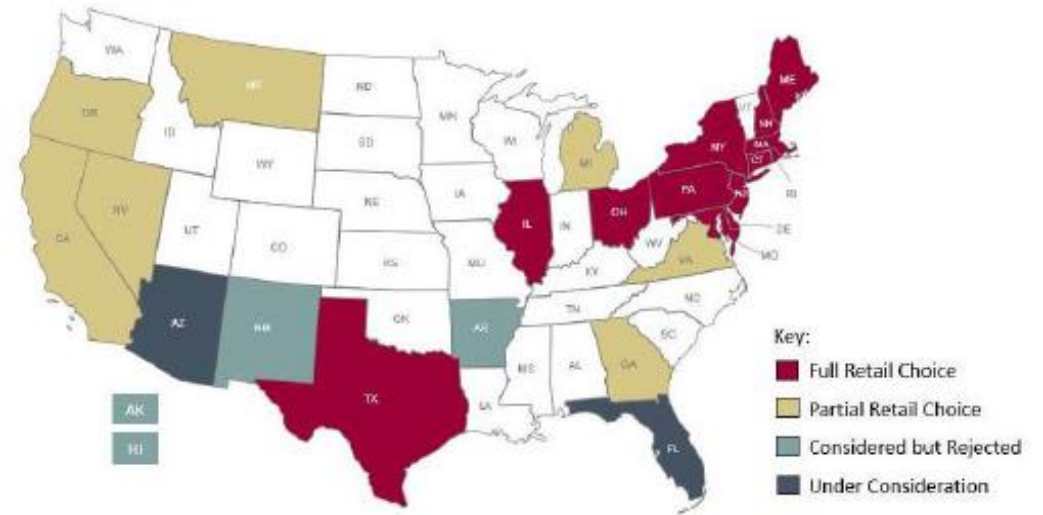 WA
MT
ND
MN
OR
ID
SD
WI
MI
WY
IA
NE
NV
UT
CO
CA
KS
MO
IL
IN
OH
WV
KY
VA
PA
NY
VT
NH
ME
MA
CT
RI
NJ
DE
MD
AZ
NM
OK
AR
TN
NC
SC
MS
AL
GA
LA
TX
FL
AK
HI
Key:
Full Retail Choice
Partial Retail Choice
Considered but Rejected
Under Consideration